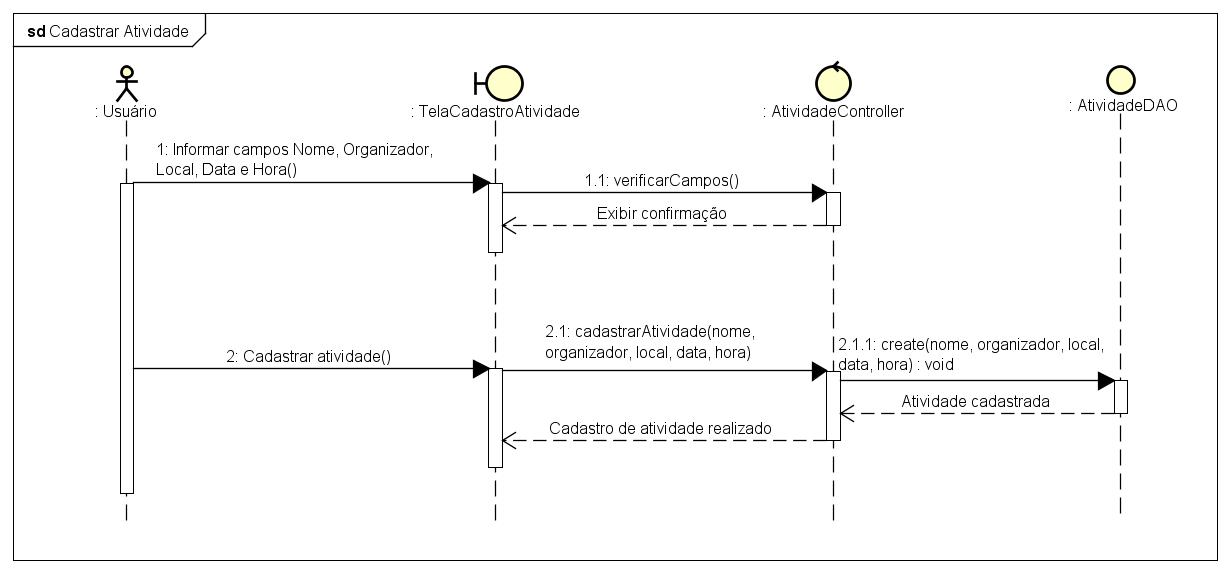 sd Cadastrar Atividade
: Usuário
: TelaCadastroAtividade
: AtividadeController
: AtividadeDAO
1: Informar campos Nome, Organizador,
Local, Data e Hora()
1.1: verificarCampos()
Exibir confirmação
2: Cadastrar atividade()
2.1: cadastrarAtividade(nome,
organizador, local, data, hora)
2.1.1: create(nome, organizador, local,
data, hora) : void
Atividade cadastrada
Cadastro de atividade realizado